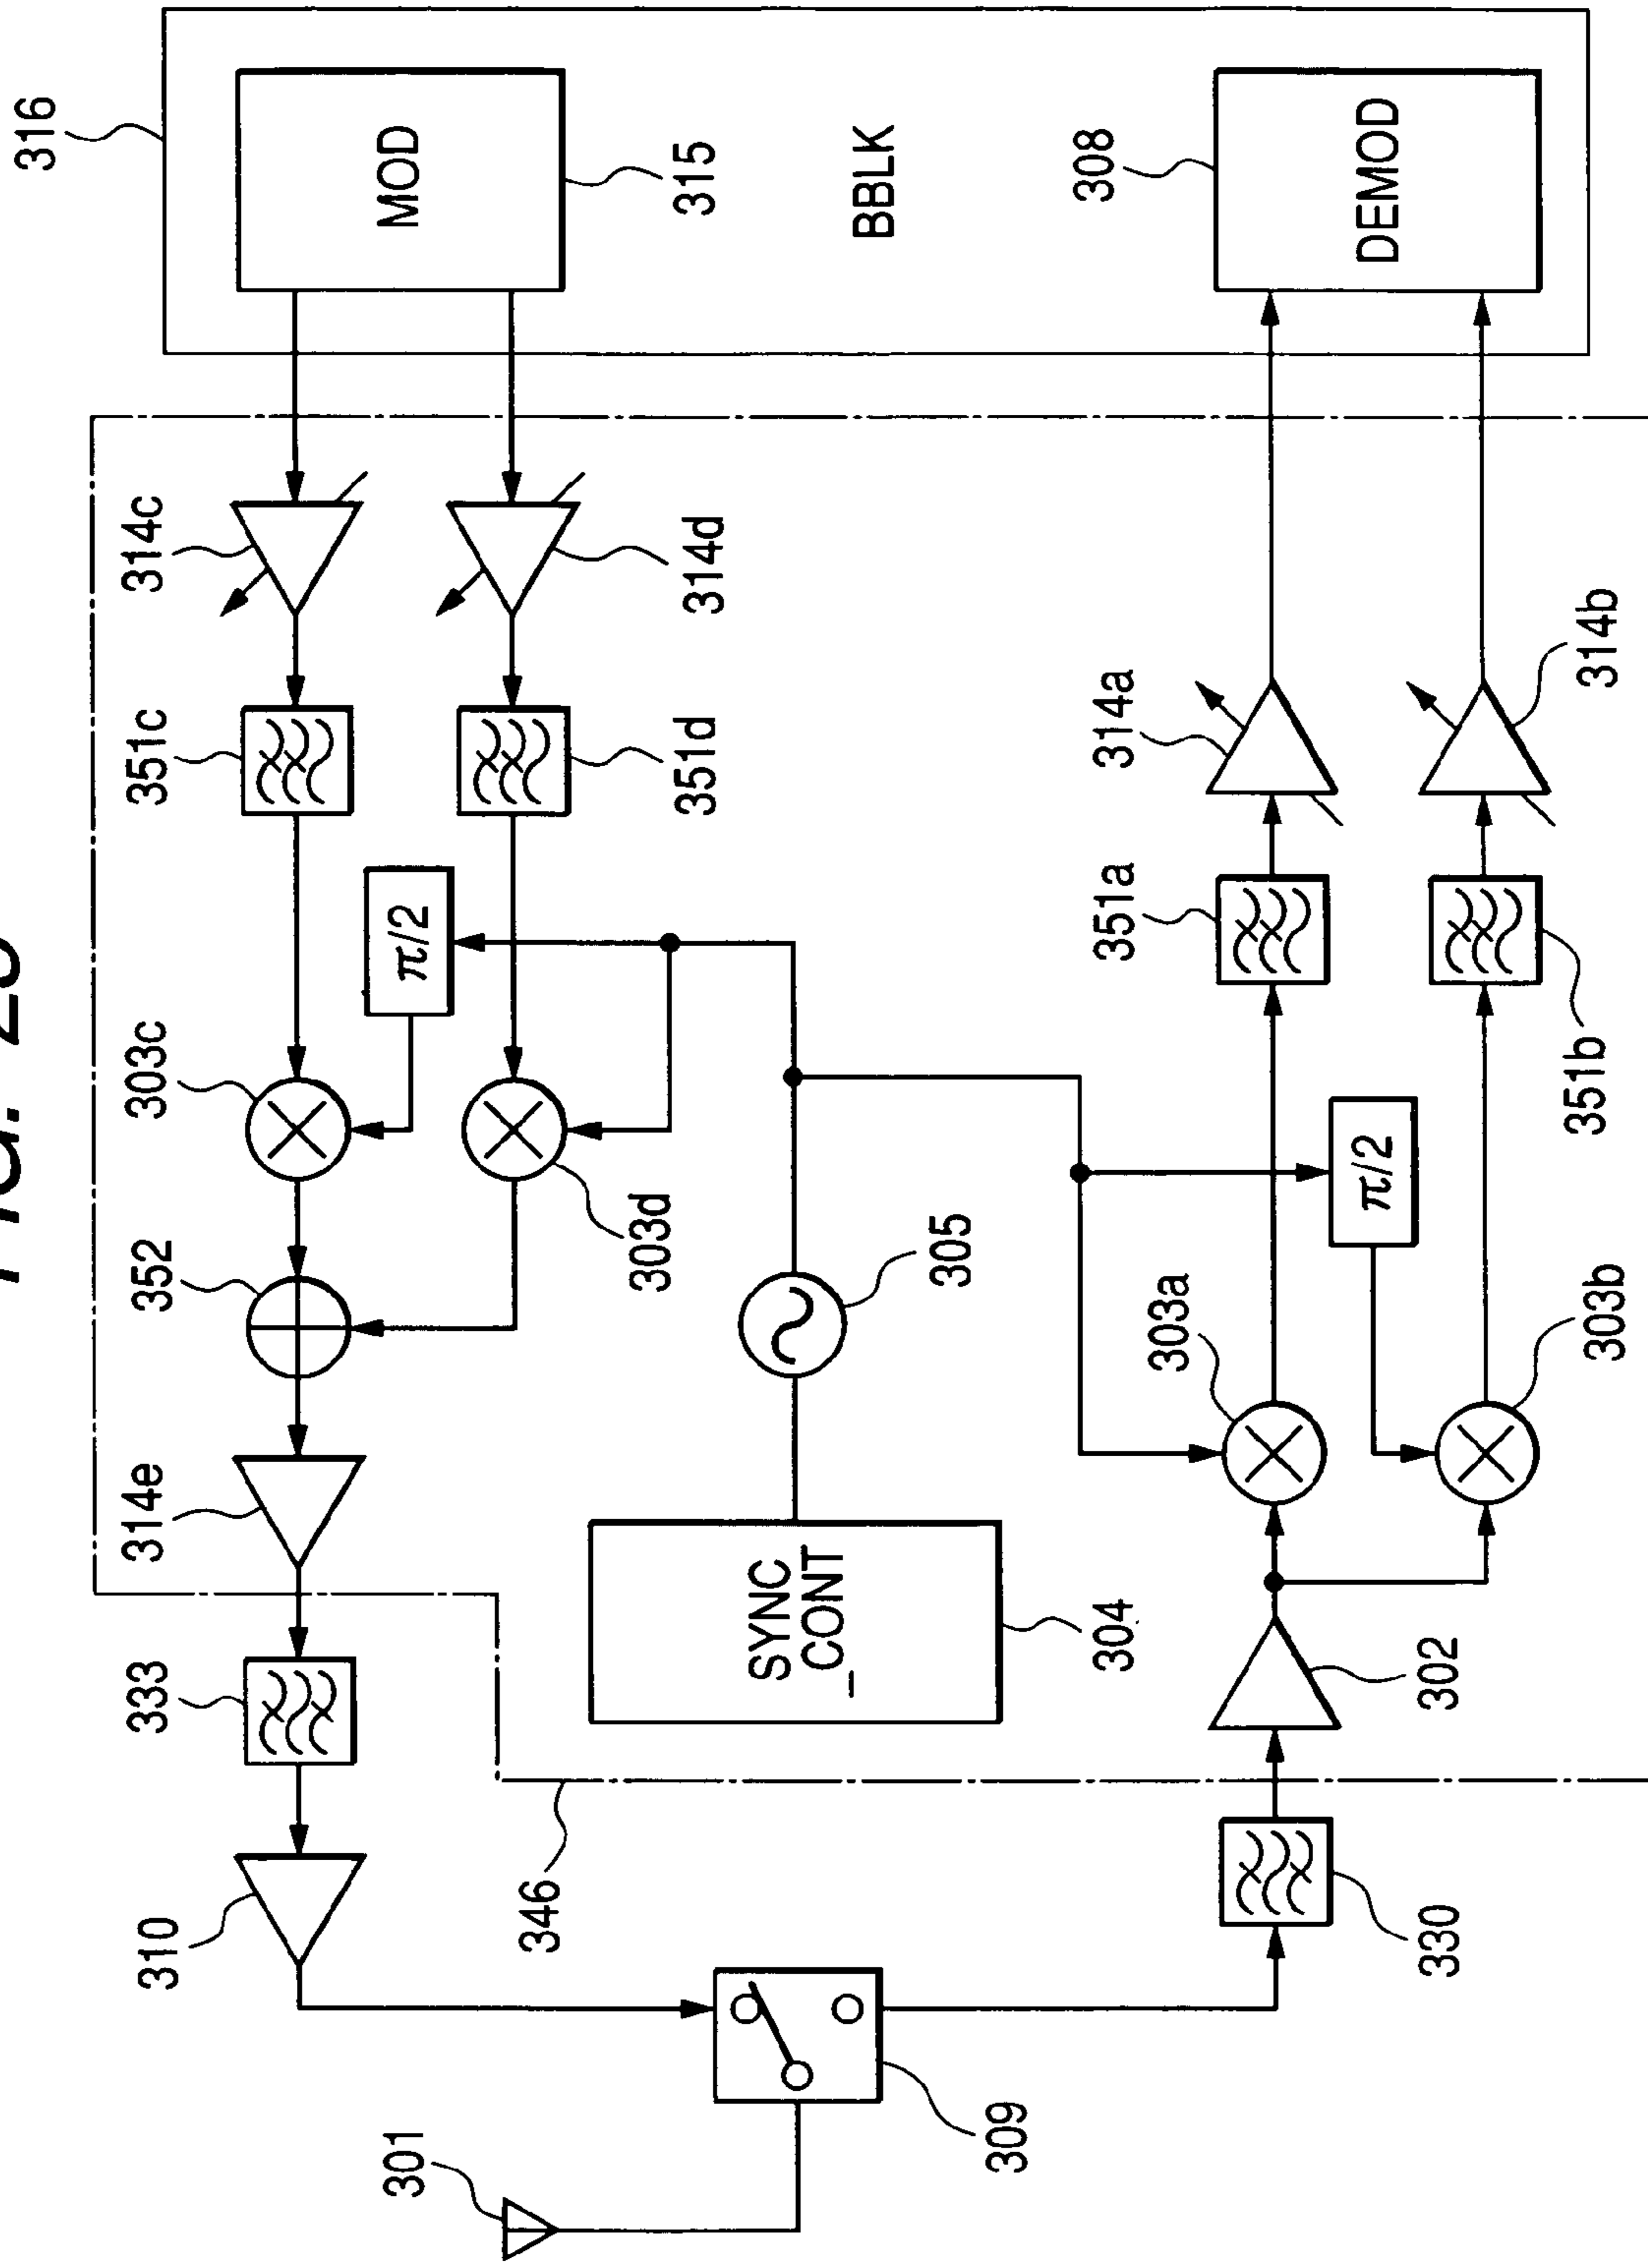 FIG.
316
310
333
314e
352
303c
351c
314c
MOD
301
π/2
346
303d
351d
314d
315
SYNC
_CONT
305
BBLK
309
304
303a
351a
314a
308
π/2
DEMOD
330
302
303b
351b
314b